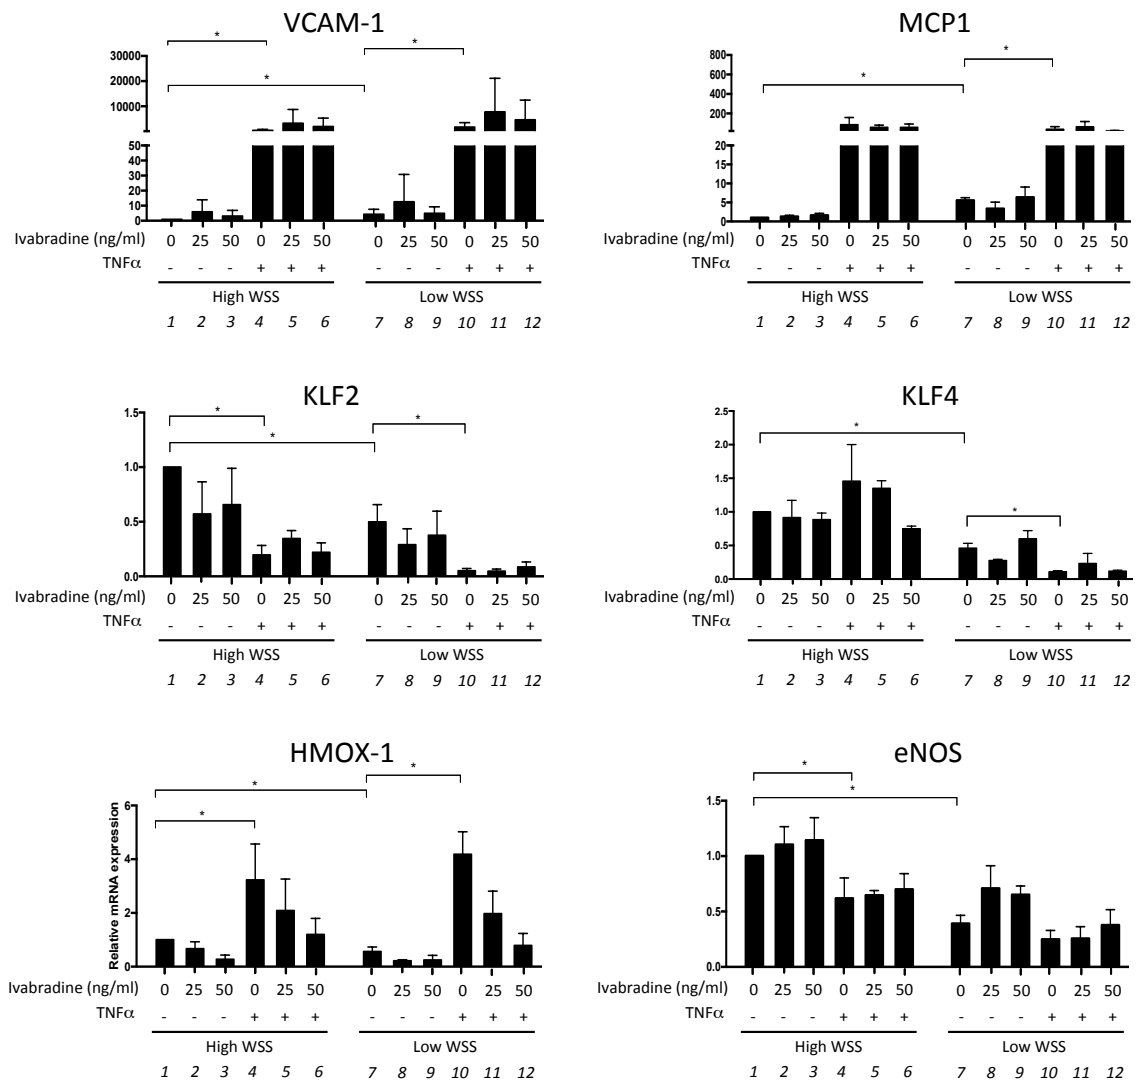 VCAM-1
*
*
*
30000
20000
10000
50
40
30
20
10
0
Ivabradine (ng/ml) 0 25 50 0 25 50 0 25 50 0 25 50
TNFα - - - + + + - - - + + +
High WSS Low WSS
1 2 3 4 5 6 7 8 9 10 11 12
MCP1
*
*
800
600
400
200
20
15
10
5
0
Ivabradine (ng/ml) 0 25 50 0 25 50 0 25 50 0 25 50
TNFα - - - + + + - - - + + +
High WSS Low WSS
1 2 3 4 5 6 7 8 9 10 11 12
KLF2
*
*
*
1.5
1.0
0.5
0.0
Ivabradine (ng/ml) 0 25 50 0 25 50 0 25 50 0 25 50
TNFα - - - + + + - - - + + +
High WSS Low WSS
1 2 3 4 5 6 7 8 9 10 11 12
KLF4
*
*
2.5
2.0
1.5
1.0
0.5
0.0
Ivabradine (ng/ml) 0 25 50 0 25 50 0 25 50 0 25 50
TNFα - - - + + + - - - + + +
High WSS Low WSS
1 2 3 4 5 6 7 8 9 10 11 12
HMOX-1
*
*
*
Relative mRNA expression
6
4
2
0
Ivabradine (ng/ml) 0 25 50 0 25 50 0 25 50 0 25 50
TNFα - - - + + + - - - + + +
High WSS Low WSS
1 2 3 4 5 6 7 8 9 10 11 12
eNOS
*
*
1.5
1.0
0.5
0.0
Ivabradine (ng/ml) 0 25 50 0 25 50 0 25 50 0 25 50
TNFα - - - + + + - - - + + +
High WSS Low WSS
1 2 3 4 5 6 7 8 9 10 11 12